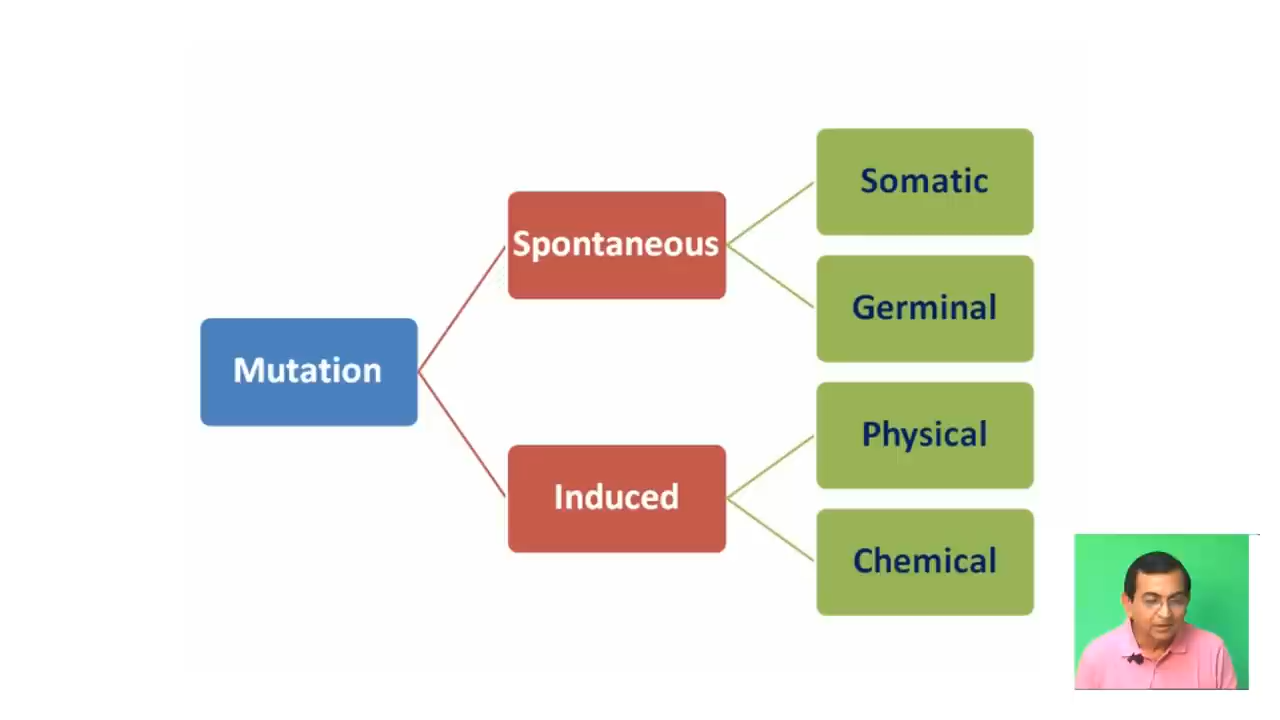 Mutation
Spontaneous
Induced
Somatic
Germinal
Physical
Chemical